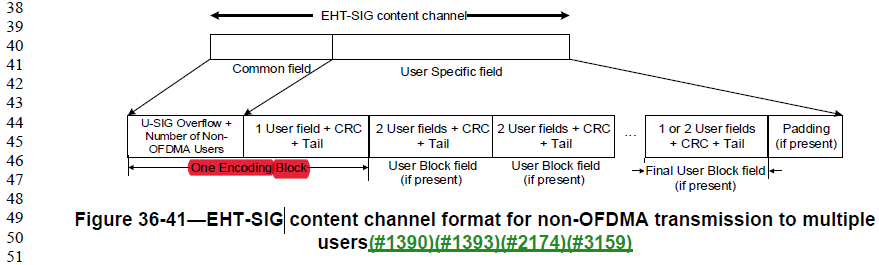 38
39
40
41
42
43
44
45
46
47
48
49
50
51
EHT-SIG content channel
Common field
User Specific field
U-SIG Overflow +
Number of Non-
OFDMA Users
1 User field + CRC
+ Tail
2 User fields + CRC
+ Tail
2 User fields + CRC
+ Tail
...
1 or 2 User fields
+ CRC + Tail
Padding
(if present)
One Encoding Block
User Block field
(if present)
User Block field
(if present)
Final User Block field
(if present)
Figure 36-41—EHT-SIG content channel format for non-OFDMA transmission to multiple
users(#1390)(#1393)(#2174)(#3159)